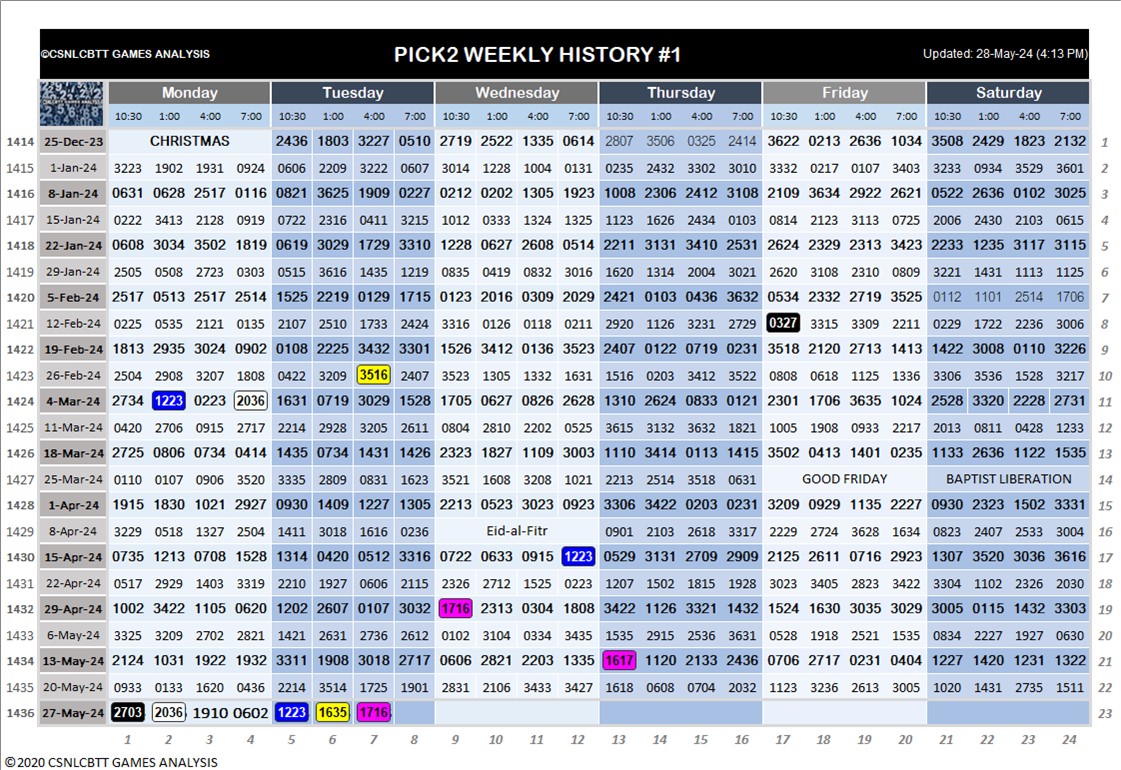 ©CSNLCBTT GAMES ANALYSIS PICK2 WEEKLY HISTORY #1 Updated: 28-May-24 (4:13 PM)
Monday Tuesday Wednesday Thursday Friday Saturday
10:30 1:00 4:00 7:00 10:30 1:00 4:00 7:00 10:30 1:00 4:00 7:00 10:30 1:00 4:00 7:00 10:30 1:00 4:00 7:00 10:30 1:00 4:00 7:00
1414 25-Dec-23 CHRISTMAS 2436 1803 3227 0510 2719 2522 1335 0614 2807 3506 0325 2414 3622 0213 2636 1034 3508 2429 1823 2132 1
1415 1-Jan-24 3223 1902 1931 0924 0606 2209 3222 0607 3014 1228 1004 0131 0235 2432 3302 3010 3332 0217 0107 3403 3233 0934 3529 3601 2
1416 8-Jan-24 0631 0628 2517 0116 0821 3625 1909 0227 0212 0202 1305 1923 1008 2306 2412 3108 2109 3634 2922 2621 0522 2636 0102 3025 3
1417 15-Jan-24 0222 3413 2128 0919 0722 2316 0411 3215 1012 0333 1324 1325 1123 1626 2434 0103 0814 2123 3113 0725 2006 2430 2103 0615 4
1418 22-Jan-24 0608 3034 3502 1819 0619 3029 1729 3310 1228 0627 2608 0514 2211 3131 3410 2531 2624 2329 2313 3423 2233 1235 3117 3115 5
1419 29-Jan-24 2505 0508 2723 0303 0515 3616 1435 1219 0835 0419 0832 3016 1620 1314 2004 3021 2620 3108 2310 0809 3221 1431 1113 1125 6
1420 5-Feb-24 2517 0513 2517 2514 1525 2219 0129 1715 0123 2016 0309 2029 2421 0103 0436 3632 0534 2332 2719 3525 0112 1101 2514 1706 7
1421 12-Feb-24 0225 0535 2121 0135 2107 2510 1733 2424 3316 0126 0118 0211 2920 1126 3231 2729 0327 3315 3309 2211 0229 1722 2236 3006 8
1422 19-Feb-24 1813 2935 3024 0902 0108 2225 3432 3301 1526 3412 0136 3523 2407 0122 0719 0231 3518 2120 2713 1413 1422 3008 0110 3226 9
1423 26-Feb-24 2504 2908 3207 1808 0422 3209 3516 2407 3523 1305 1332 1631 1516 0203 3412 3522 0808 0618 1125 1336 3306 3536 1528 3217 10
1424 4-Mar-24 2734 1223 0223 2036 1631 0719 3029 1528 1705 0627 0826 2628 1310 2624 0833 0121 2301 1706 3635 1024 2528 3320 2228 2731 11
1425 11-Mar-24 0420 2706 0915 2717 2214 2928 3205 2611 0804 2810 2202 0525 3615 3132 3632 1821 1005 1908 0933 2217 2013 0811 0428 1233 12
1426 18-Mar-24 2725 0806 0734 0414 1435 0734 1431 1426 2323 1827 1109 3003 1110 3414 0113 1415 3502 0413 1401 0235 1133 2636 1122 1535 13
1427 25-Mar-24 0110 0107 0906 3520 3335 2809 0831 1623 3521 1608 3208 1021 2213 2514 3518 0631 GOOD FRIDAY BAPTIST LIBERATION 14
1428 1-Apr-24 1915 1830 1021 2927 0930 1409 1227 1305 2213 0523 3023 0923 3306 3422 0203 0231 3209 0929 1135 2227 0930 2323 1502 3331 15
1429 8-Apr-24 3229 0518 1327 2504 1411 3018 1616 0236 Eid-al-Fitr 0901 2103 2618 3317 2229 2724 3628 1634 0823 2407 2533 3004 16
1430 15-Apr-24 0735 1213 0708 1528 1314 0420 0512 3316 0722 0633 0915 1223 0529 3131 2709 2909 2125 2611 0716 2923 1307 3520 3036 3616 17
1431 22-Apr-24 0517 2929 1403 3319 2210 1927 0606 2115 2326 2712 1525 0223 1207 1502 1815 1928 3023 3405 2823 3422 3304 1102 2326 2030 18
1432 29-Apr-24 1002 3422 1105 0620 1202 2607 0107 3032 1716 2313 0304 1808 3422 1126 3321 1432 1524 1630 3035 3029 3005 0115 1432 3303 19
1433 6-May-24 3325 3209 2702 2821 1421 2631 2736 2612 0102 3104 0334 3435 1535 2915 2536 3631 0528 1918 2521 1535 0834 2227 1927 0630 20
1434 13-May-24 2124 1031 1922 1932 3311 1908 3018 2717 0606 2821 2203 1335 1617 1120 2133 2436 0706 2717 0231 0404 1227 1420 1231 1322 21
1435 20-May-24 0933 0133 1620 0436 2214 3514 1725 1901 2831 2106 3433 3427 1618 0608 0704 2032 1123 3236 2613 3005 1020 1431 2735 1511 22
1436 27-May-24 2703 2036 1910 0602 1223 1635 1716 23
1 2 3 4 5 6 7 8 9 10 11 12 13 14 15 16 17 18 19 20 21 22 23 24
©2020 CSNLCBTT GAMES ANALYSIS